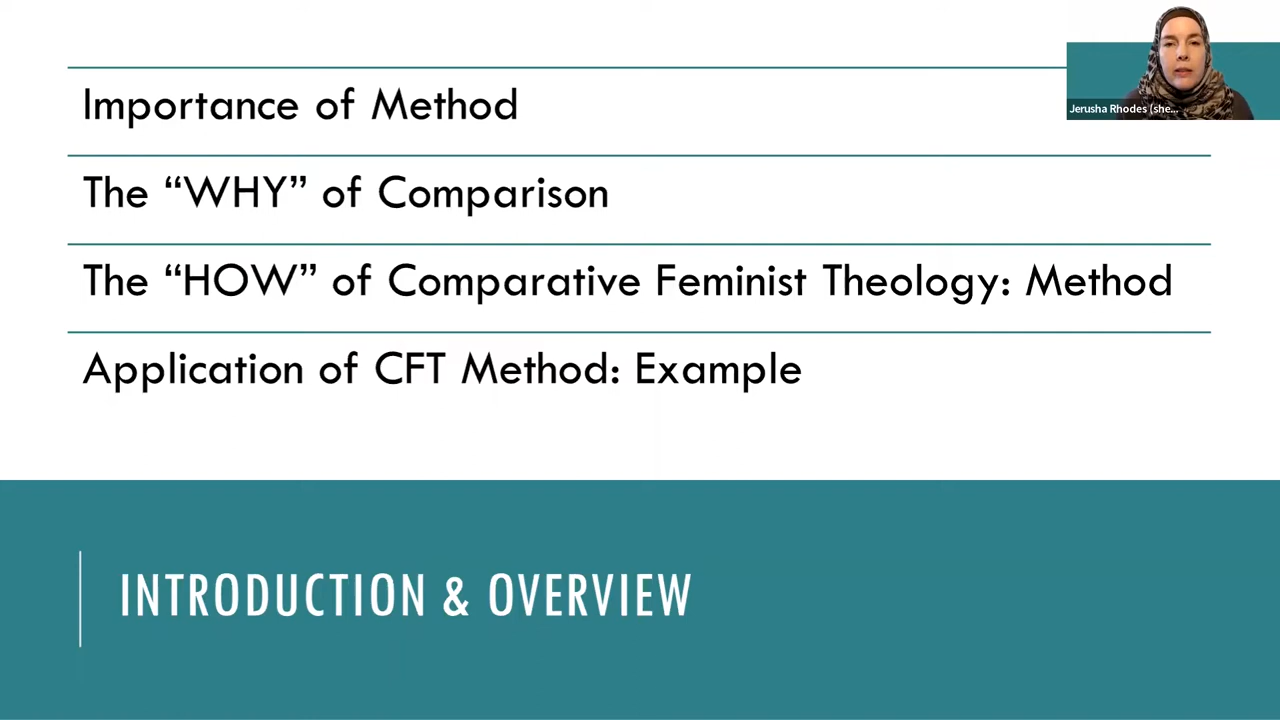 Importance of Method
The “WHY” of Comparison
The “HOW” of Comparative Feminist Theology: Method
Application of CFT Method: Example
INTRODUCTION & OVERVIEW
Jerusha Rhodes (she...